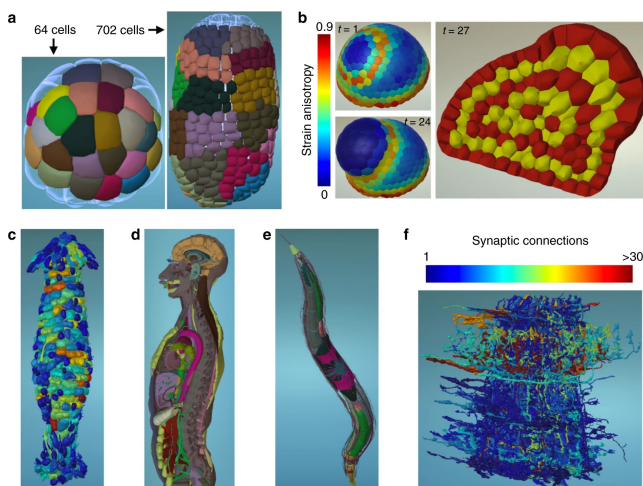 a
64 cells
702 cells
b
0.9
Strain anisotropy
0
t = 1
t = 24
t = 27
c
d
e
f
Synaptic connections
1
>30